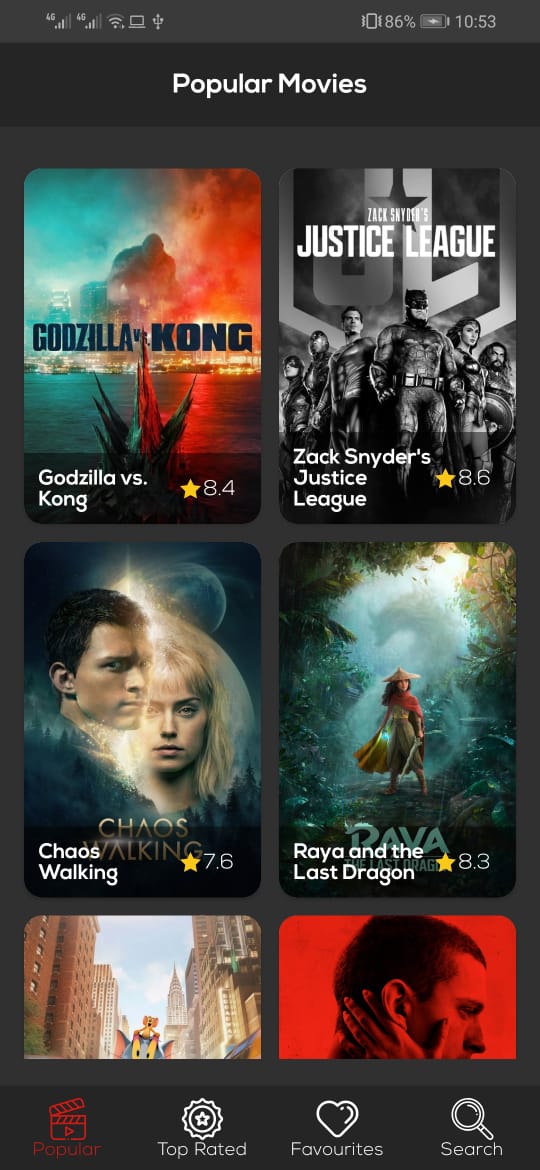 4G 4G 86% 10:53
Popular Movies
GODZILLA vs. KONG
Godzilla vs.
Kong
8.4
ZACK SNYDER'S
JUSTICE LEAGUE
Zack Snyder's
Justice
League
8.6
CHAOS
WALKING
Chaos
Walking
7.6
RAYA
AND THE LAST DRAGON
Raya and the
Last Dragon
8.3
Popular
Top Rated
Favourites
Search